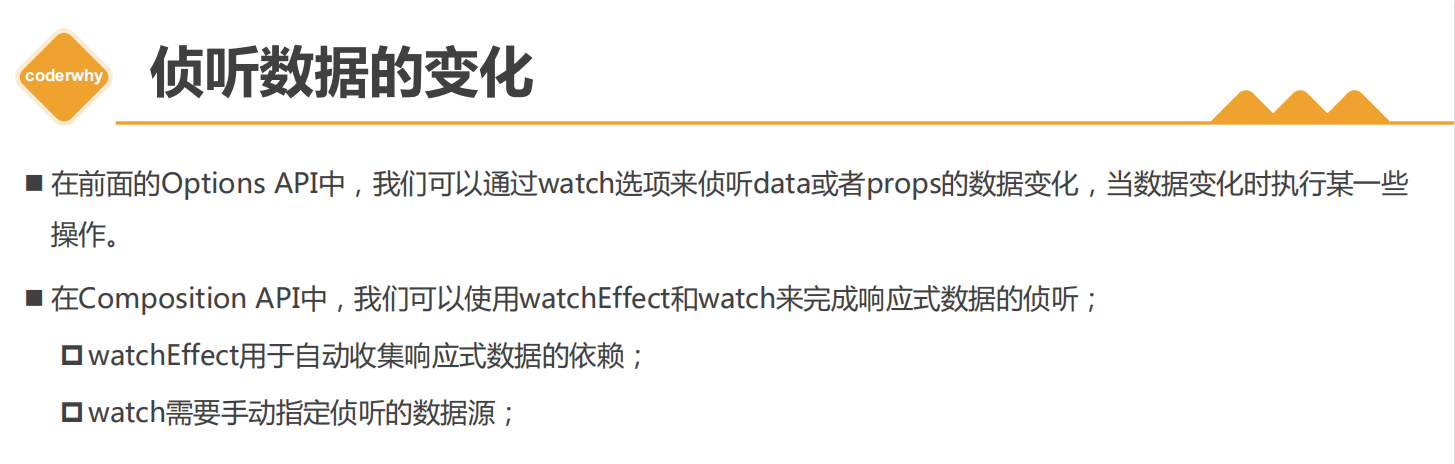 coderwhy
侦听数据的变化
在前面的Options API中，我们可以通过watch选项来侦听data或者props的数据变化，当数据变化时执行某一些
操作。
在Composition API中，我们可以使用watchEffect和watch来完成响应式数据的侦听；
watchEffect用于自动收集响应式数据的依赖；
watch需要手动指定侦听的数据源；